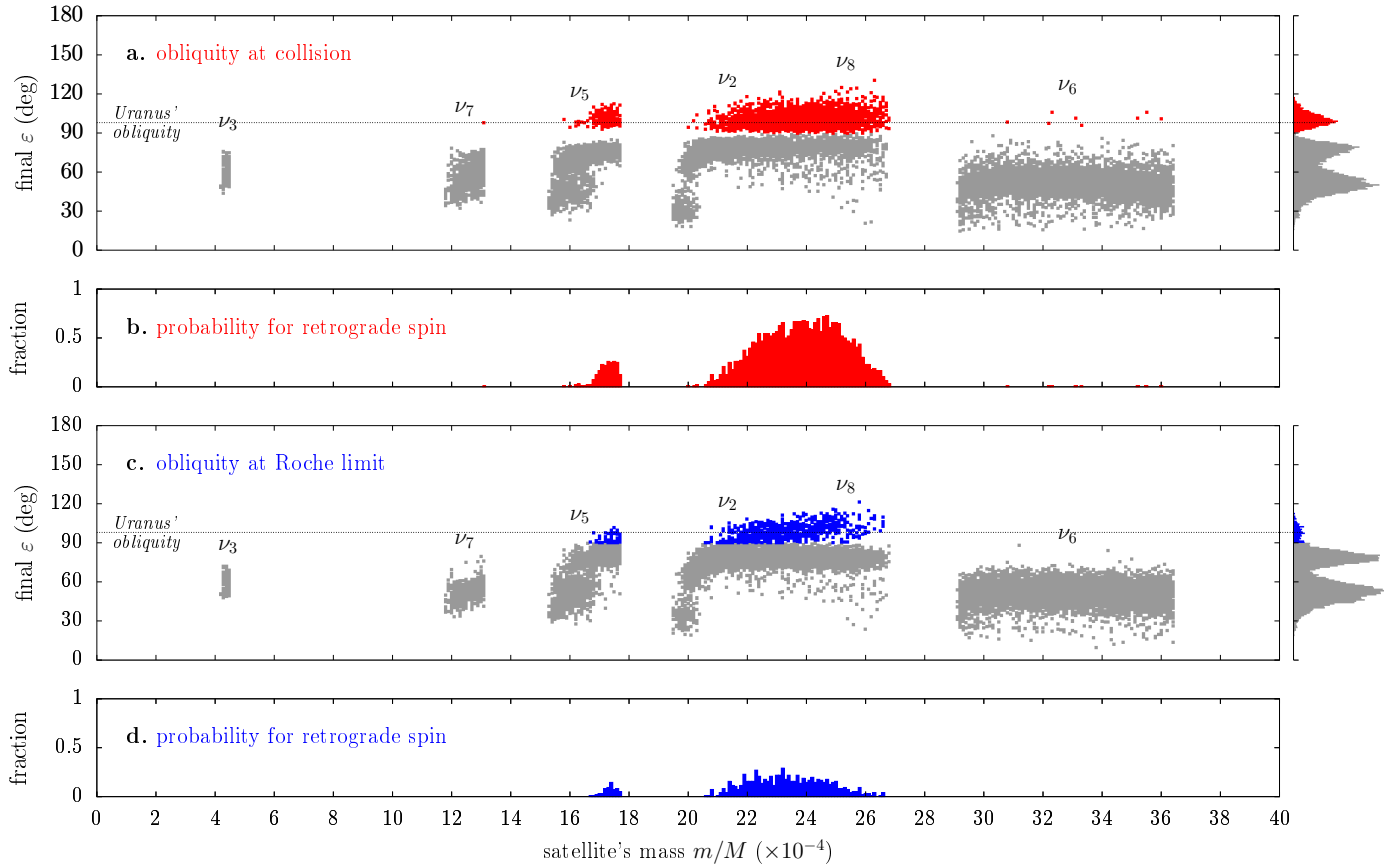 180
150
120
90
60
30
0
final ε (deg)
a. obliquity at collision
Uranus'
obliquity
ν3
ν7
ν5
ν2
ν8
ν6
1
0.5
0
fraction
b. probability for retrograde spin
180
150
120
90
60
30
0
final ε (deg)
c. obliquity at Roche limit
Uranus'
obliquity
ν3
ν7
ν5
ν2
ν8
ν6
1
0.5
0
fraction
d. probability for retrograde spin
0 2 4 6 8 10 12 14 16 18 20 22 24 26 28 30 32 34 36 38 40
satellite's mass m/M (×10⁻⁴)